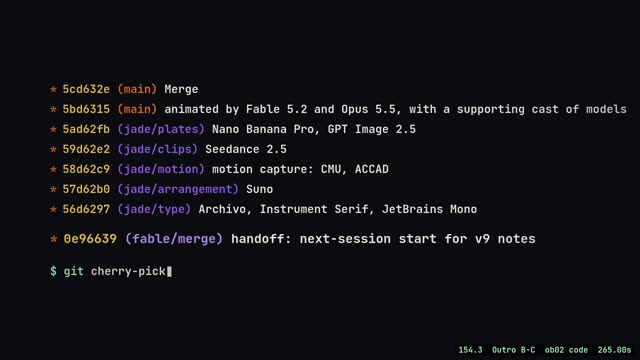 * 5cd632e (main) Merge
* 5bd6315 (main) animated by Fable 5.2 and Opus 5.5, with a supporting cast of models
* 5ad62fb (jade/plates) Nano Banana Pro, GPT Image 2.5
* 59d62e2 (jade/clips) Seedance 2.5
* 58d62c9 (jade/motion) motion capture: CMU, ACCAD
* 57d62b0 (jade/arrangement) Suno
* 56d6297 (jade/type) Archivo, Instrument Serif, JetBrains Mono
* 0e96639 (fable/merge) handoff: next-session start for v9 notes
$ git cherry-pick
154.3 Outro B-C ob02 code 265.00s